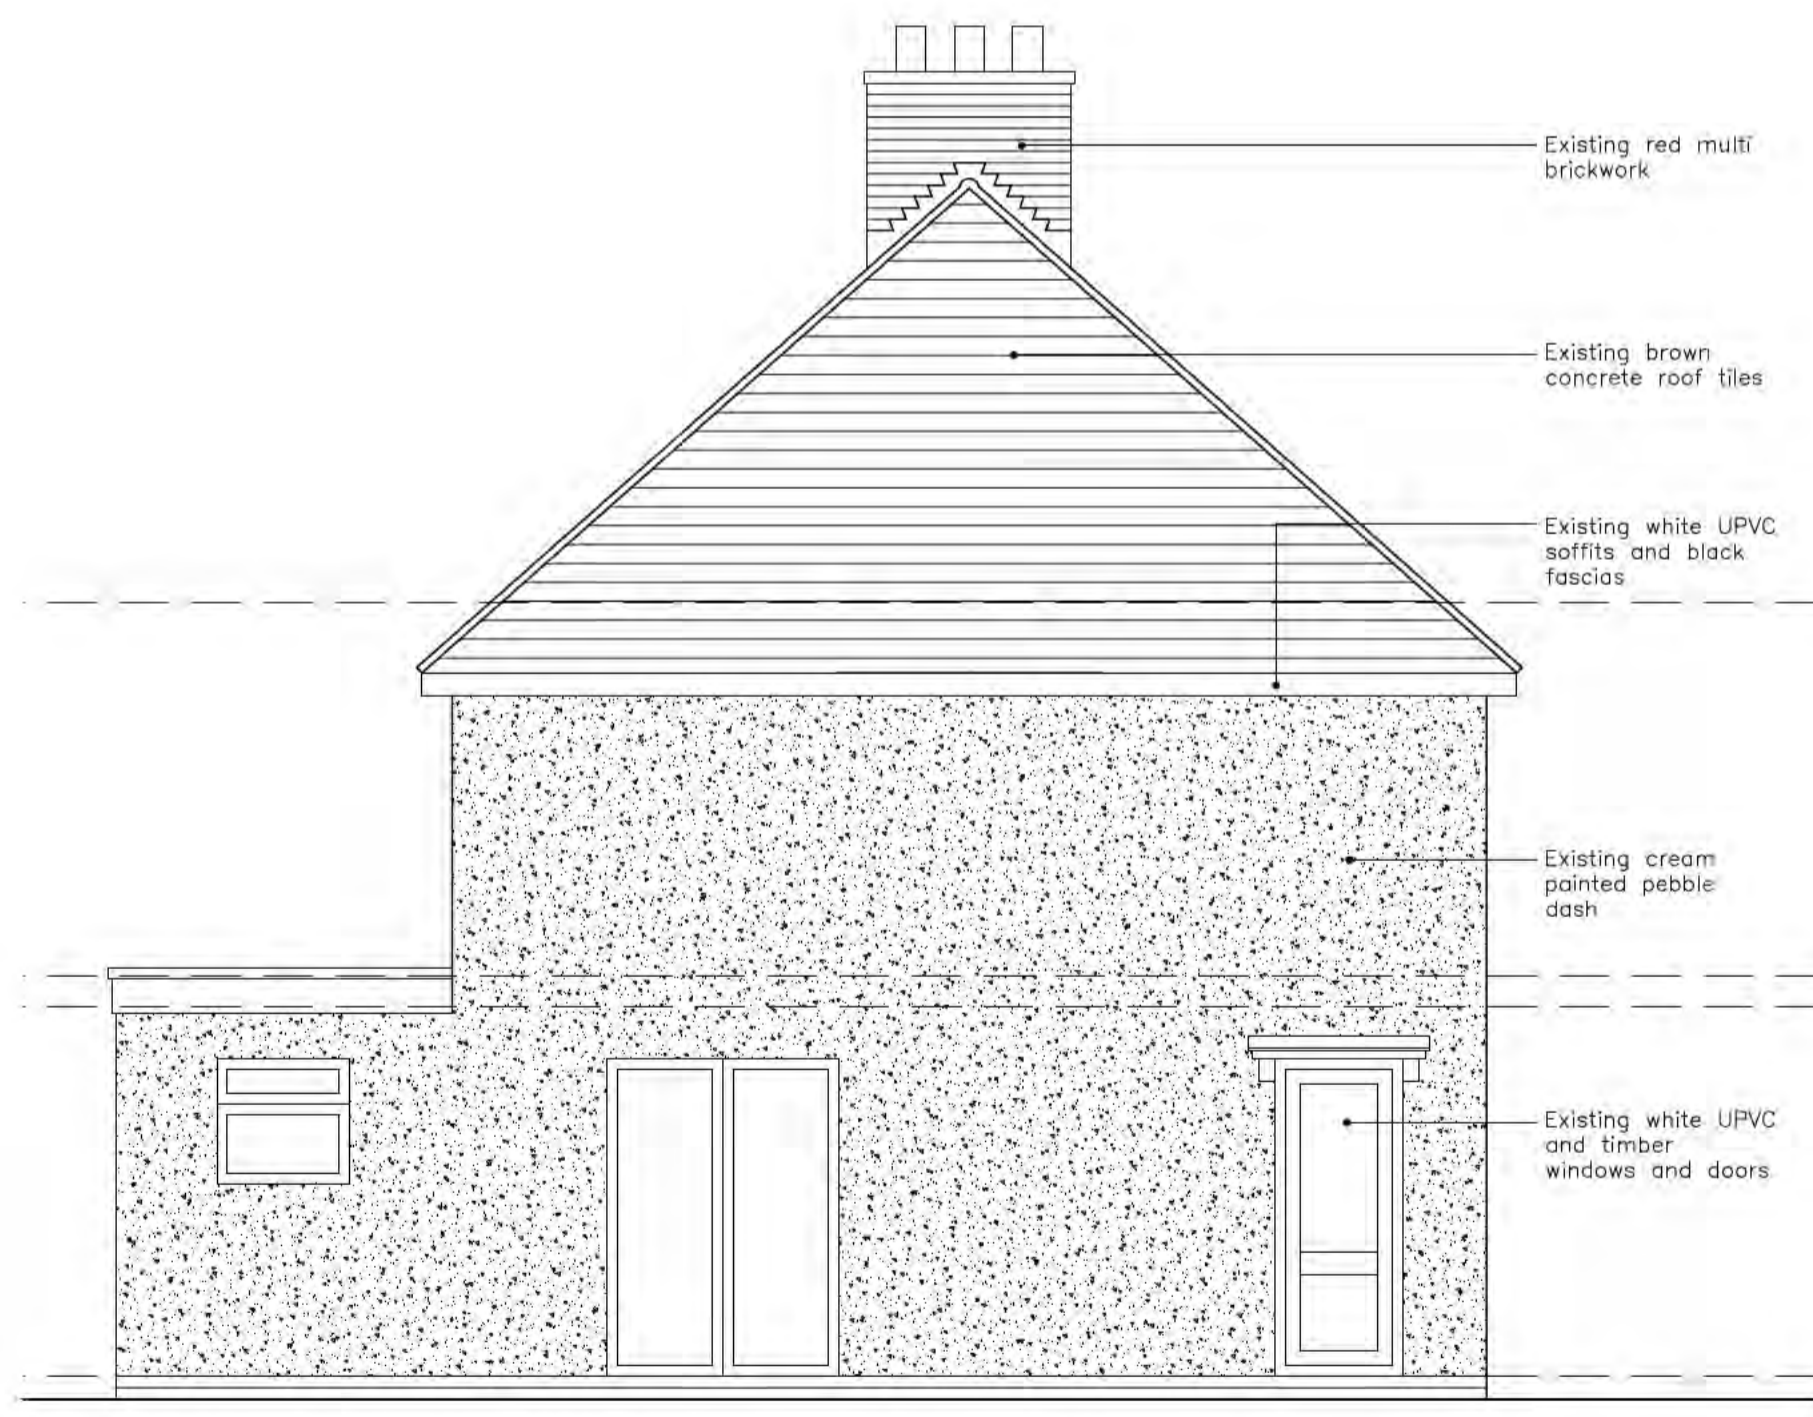 Existing red multi
brickwork
Existing brown
concrete roof tiles
Existing white UPVC
soffits and black
fascias
Existing cream
painted pebble
dash
Existing white UPVC
and timber
windows and doors